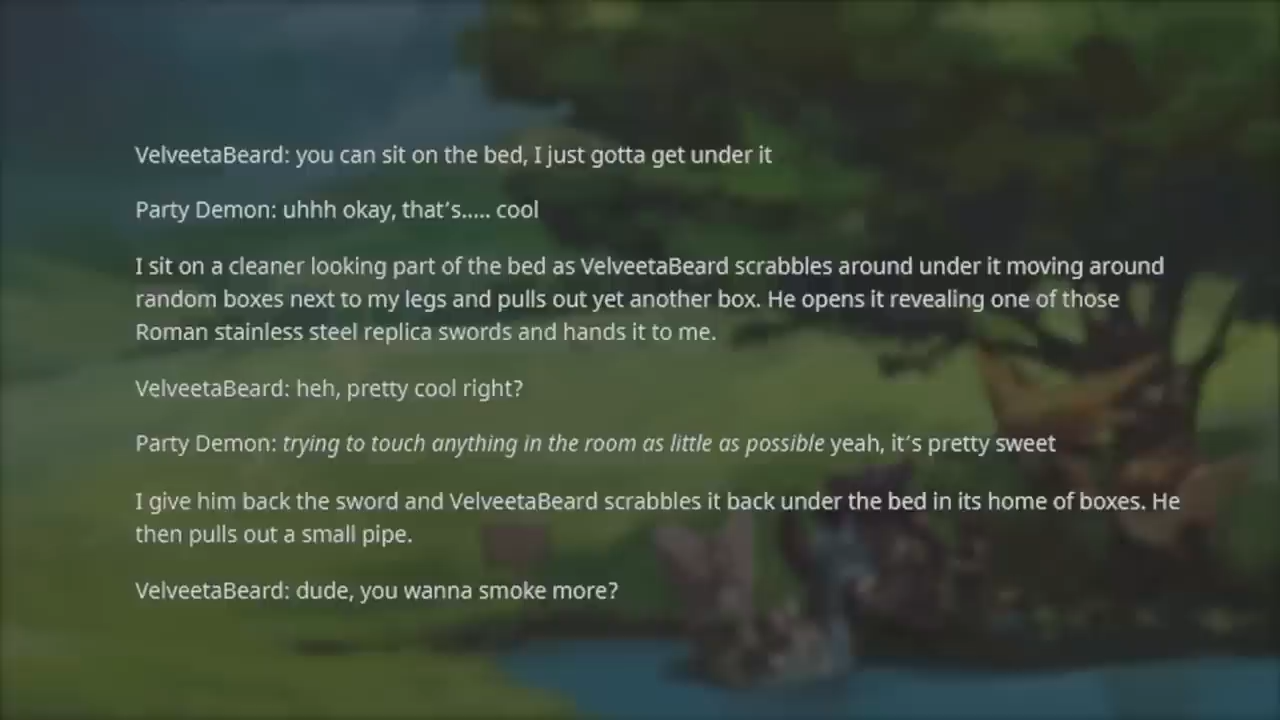 VelveetaBeard: you can sit on the bed, I just gotta get under it
Party Demon: uhhh okay, that’s..... cool
I sit on a cleaner looking part of the bed as VelveetaBeard scrabbles around under it moving around
random boxes next to my legs and pulls out yet another box. He opens it revealing one of those
Roman stainless steel replica swords and hands it to me.
VelveetaBeard: heh, pretty cool right?
Party Demon: trying to touch anything in the room as little as possible yeah, it’s pretty sweet
I give him back the sword and VelveetaBeard scrabbles it back under the bed in its home of boxes. He
then pulls out a small pipe.
VelveetaBeard: dude, you wanna smoke more?